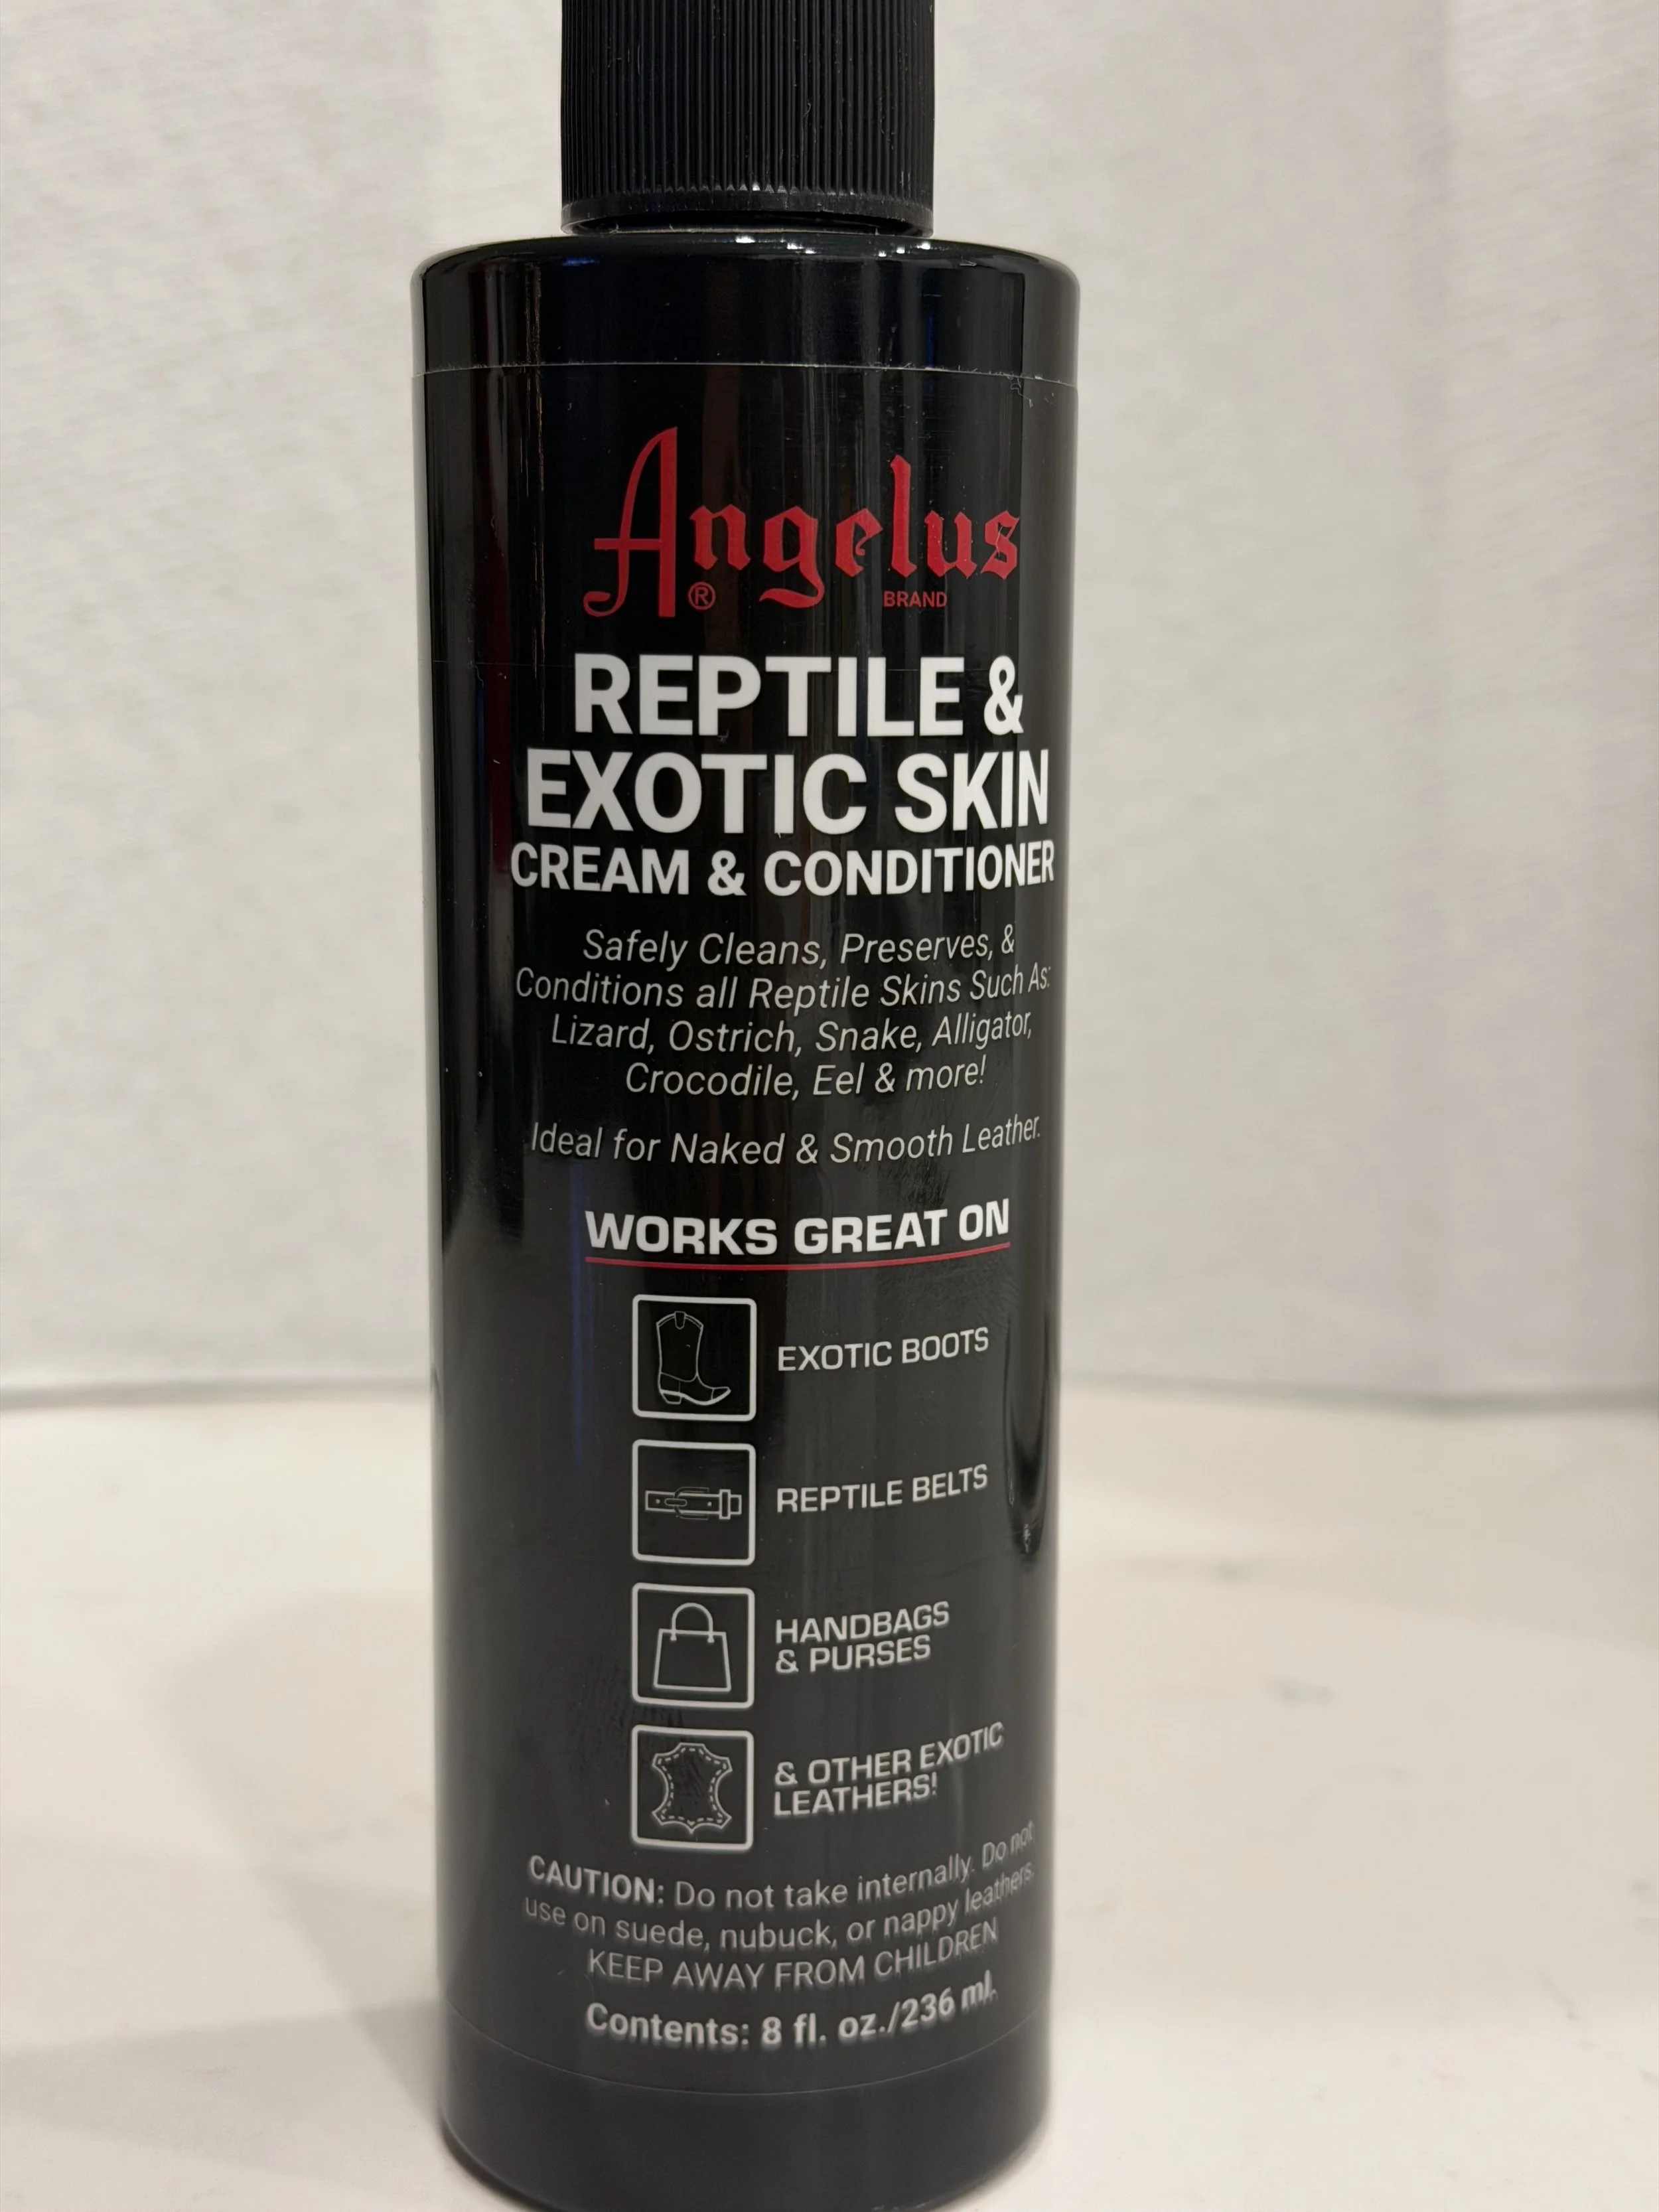 Angelus
® BRAND
REPTILE &
EXOTIC SKIN
CREAM & CONDITIONER
Safely Cleans, Preserves, &
Conditions all Reptile Skins Such As:
Lizard, Ostrich, Snake, Alligator,
Crocodile, Eel & more!
Ideal for Naked & Smooth Leather.
WORKS GREAT ON
EXOTIC BOOTS
REPTILE BELTS
HANDBAGS
& PURSES
& OTHER EXOTIC
LEATHERS!
CAUTION: Do not take internally. Do not
use on suede, nubuck, or nappy leathers.
KEEP AWAY FROM CHILDREN
Contents: 8 fl. oz./236 ml.